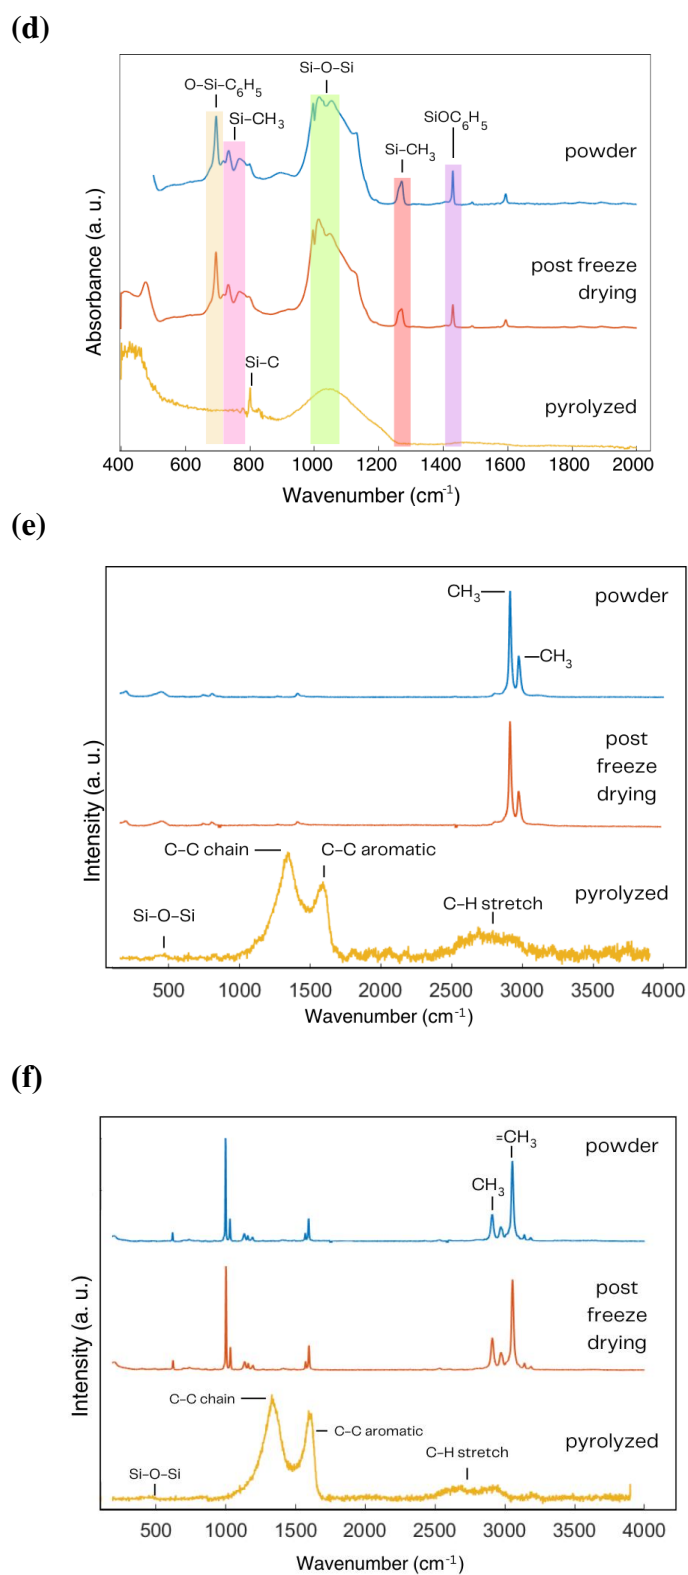 (d)
Si–O–Si
O–Si–C6H5
Si–CH3
SiOC6H5
Si–CH3
powder
post freeze
drying
Si–C
pyrolyzed
Absorbance (a. u.)
400 600 800 1000 1200 1400 1600 1800 2000
Wavenumber (cm-1)
(e)
CH3
powder
CH3
post
freeze
drying
C–C chain
C–C aromatic
pyrolyzed
C–H stretch
Si–O–Si
Intensity (a. u.)
500 1000 1500 2000 2500 3000 3500 4000
Wavenumber (cm-1)
(f)
=CH3
powder
CH3
post
freeze
drying
C–C chain
C–C aromatic
pyrolyzed
C–H stretch
Si–O–Si
Intensity (a. u.)
500 1000 1500 2000 2500 3000 3500 4000
Wavenumber (cm-1)